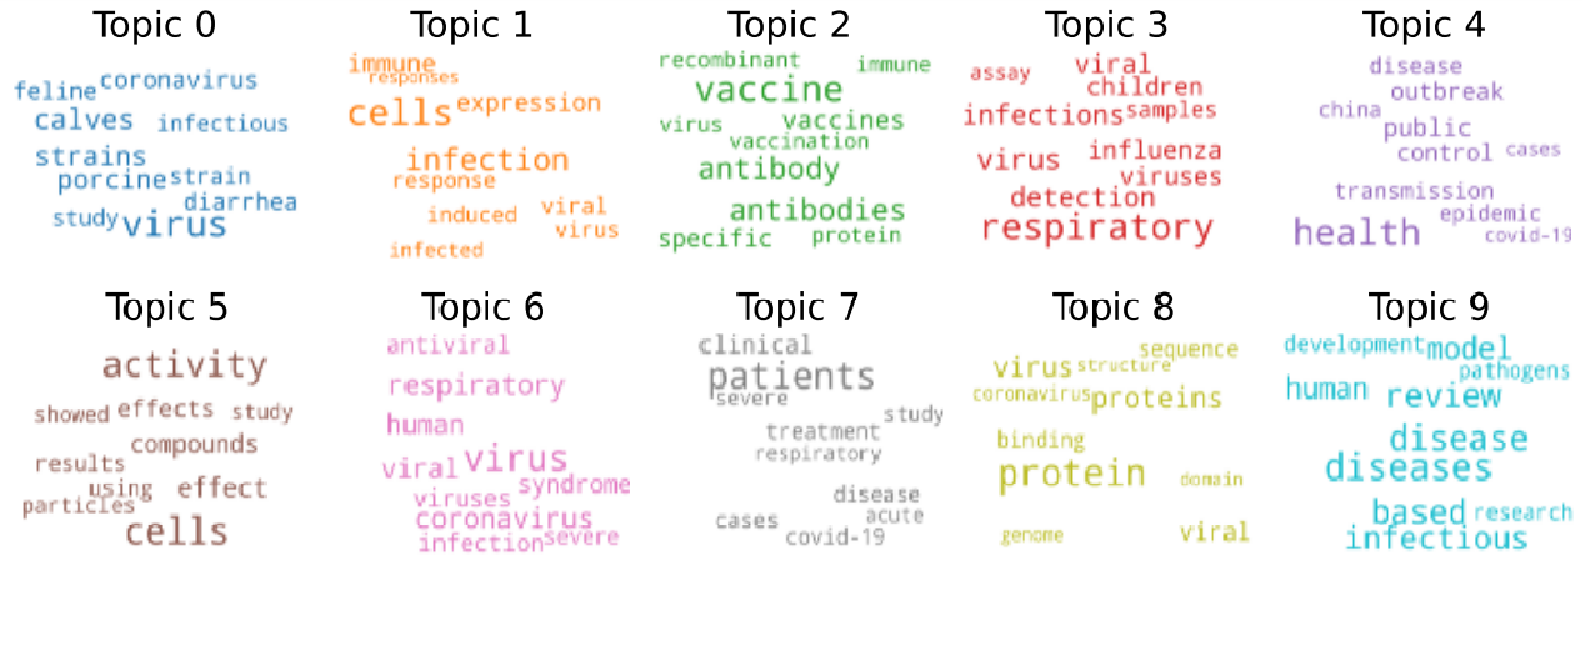 Topic 0
feline coronavirus
calves infectious
strains
porcine strain
diarrhea
study virus
Topic 1
immune
responses
cells expression
infection
response
induced viral
virus
infected
Topic 2
recombinant immune
vaccine
virus vaccines
vaccination
antibody
antibodies
specific protein
Topic 3
assay viral
children
infections samples
virus influenza
viruses
detection
respiratory
Topic 4
disease
outbreak
china
public
control cases
transmission
epidemic
health covid-19
Topic 5
activity
showed effects study
compounds
results
using effect
particles
cells
Topic 6
antiviral
respiratory
human
viral virus
viruses syndrome
coronavirus
infection severe
Topic 7
clinical
patients
severe
study
treatment
respiratory
disease
cases acute
covid-19
Topic 8
sequence
virus structure
coronavirus proteins
binding
protein domain
genome viral
Topic 9
development model
pathogens
human review
disease
diseases
based research
infectious